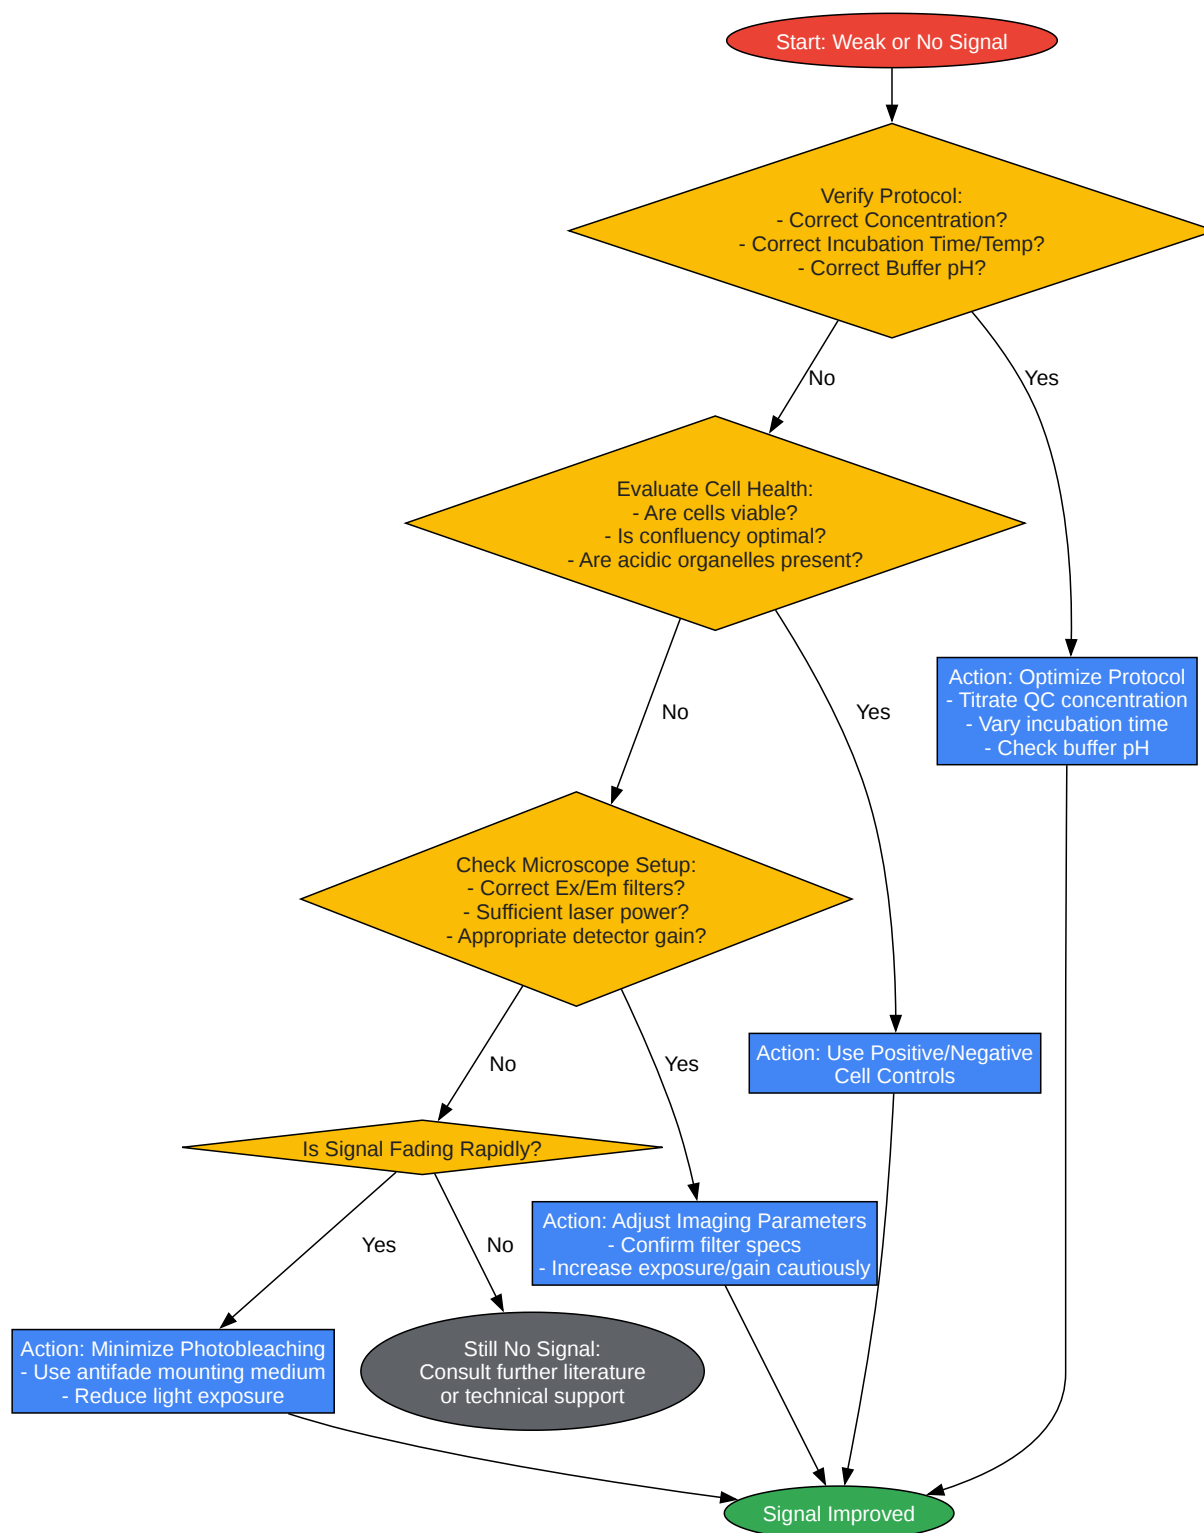 Start: Weak or No Signal
Verify Protocol:
- Correct Concentration?
- Correct Incubation Time/Temp?
- Correct Buffer pH?
No
Yes
Evaluate Cell Health:
- Are cells viable?
- Is confluency optimal?
- Are acidic organelles present?
No
Yes
Action: Optimize Protocol
- Titrate QC concentration
- Vary incubation time
- Check buffer pH
Check Microscope Setup:
- Correct Ex/Em filters?
- Sufficient laser power?
- Appropriate detector gain?
No
Yes
Action: Use Positive/Negative
Cell Controls
Is Signal Fading Rapidly?
Yes
No
Action: Adjust Imaging Parameters
- Confirm filter specs
- Increase exposure/gain cautiously
Action: Minimize Photobleaching
- Use antifade mounting medium
- Reduce light exposure
Still No Signal:
Consult further literature
or technical support
Signal Improved